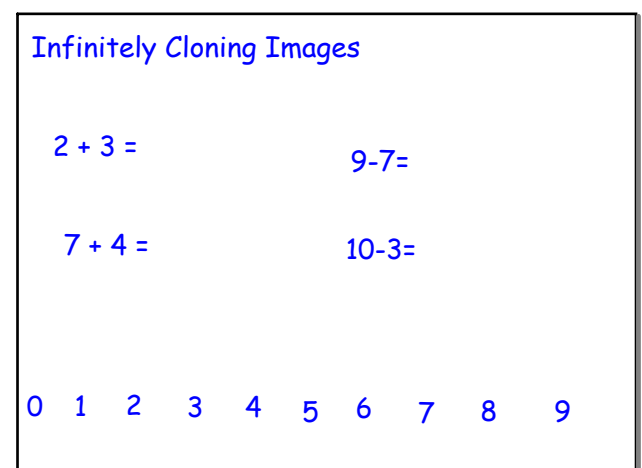 Infinitely Cloning Images
2 + 3 =
9-7=
7 + 4 =
10-3=
0 1 2 3 4 5 6 7 8 9